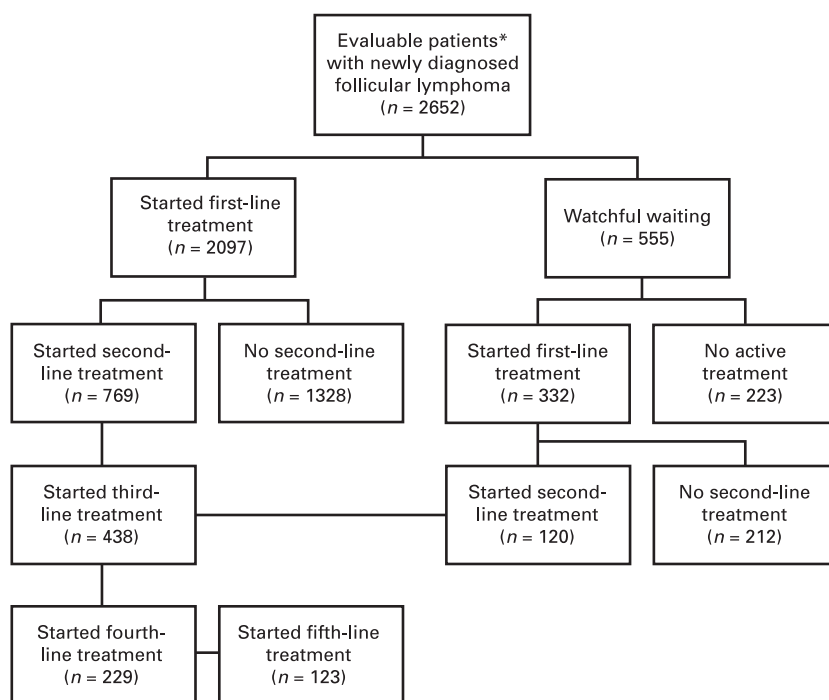 Evaluable patients*
with newly diagnosed
follicular lymphoma
(n = 2652)
Started first-line
treatment
(n = 2097)
Watchful waiting
(n = 555)
Started second-
line treatment
(n = 769)
No second-line
treatment
(n = 1328)
Started first-line
treatment
(n = 332)
No active
treatment
(n = 223)
Started third-
line treatment
(n = 438)
Started second-
line treatment
(n = 120)
No second-line
treatment
(n = 212)
Started fourth-
line treatment
(n = 229)
Started fifth-line
treatment
(n = 123)